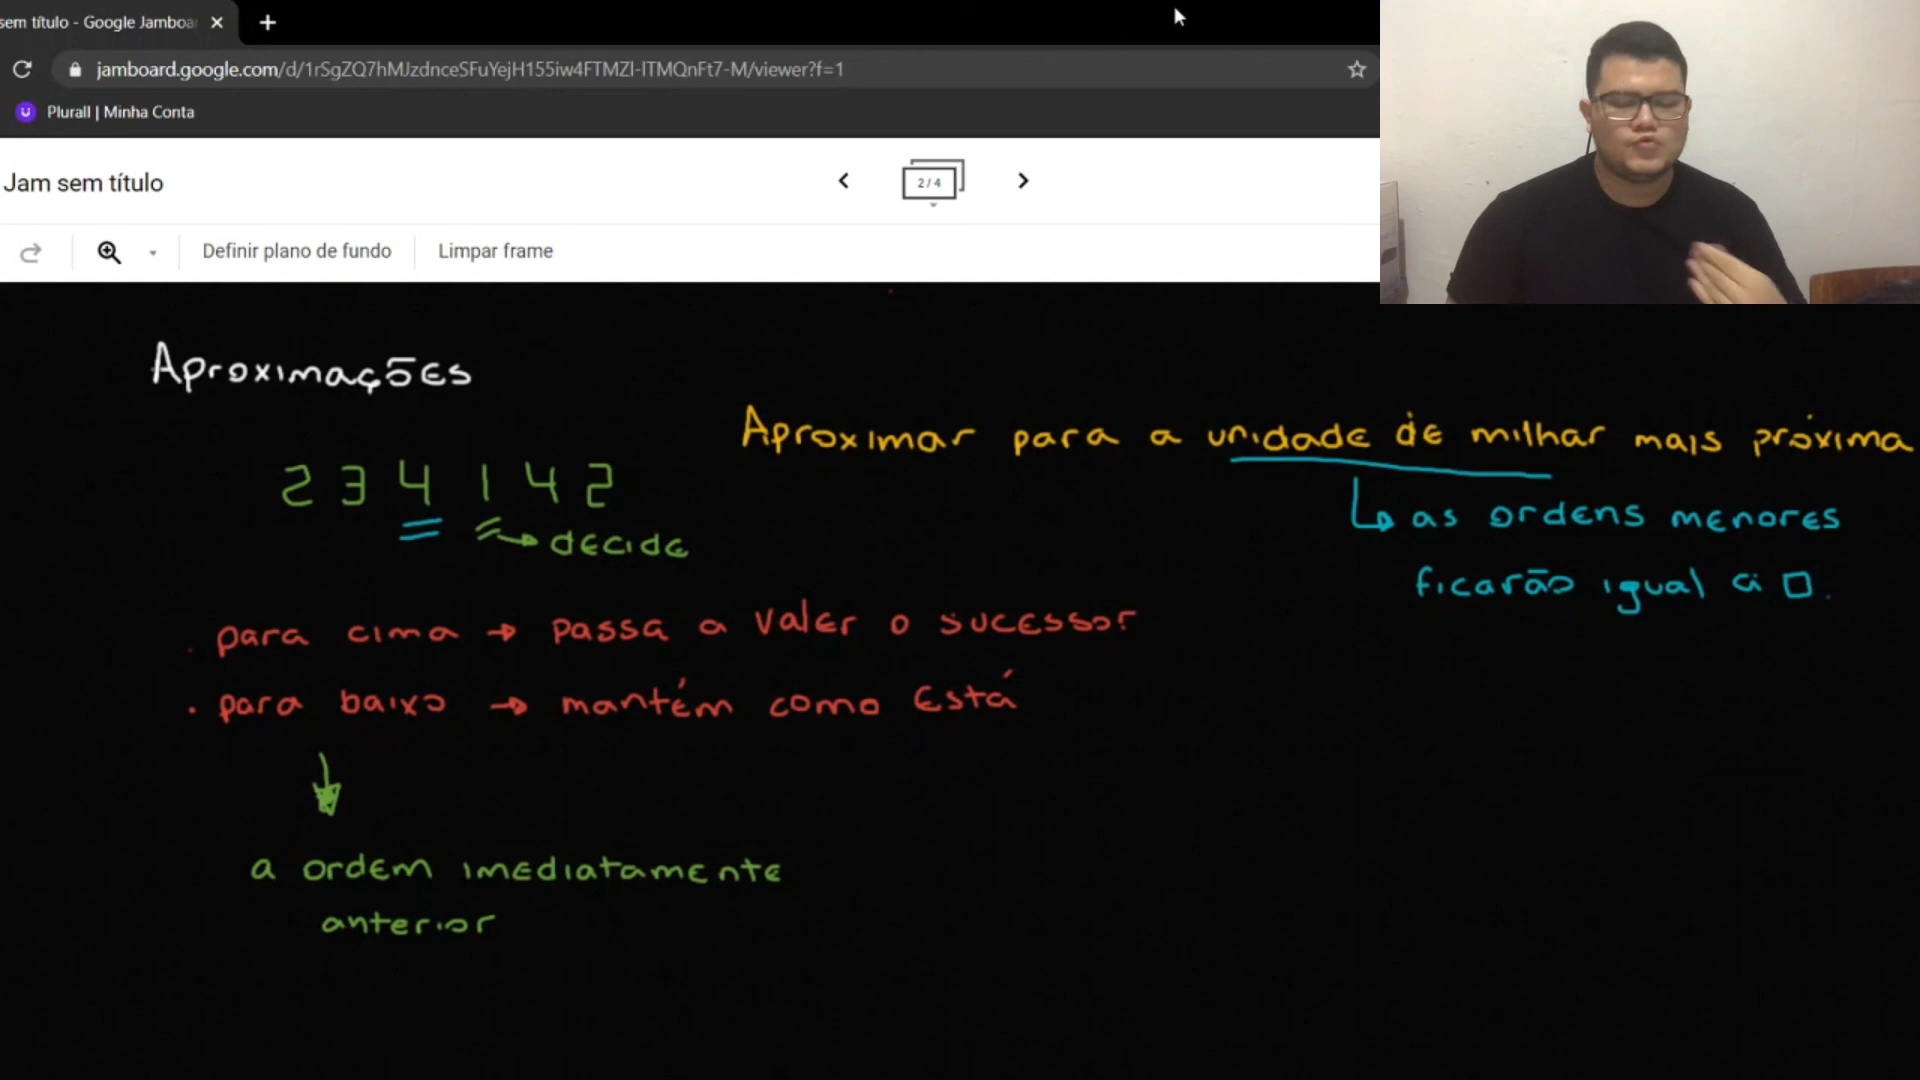 sem título - Google Jamboa
jamboard.google.com/d/1rSgZQ7hMJzdnceSFuYejH155iw4FTMZl-lTMQnFt7-M/viewer?f=1
Plurall | Minha Conta
Jam sem título
2 / 4
Definir plano de fundo
Limpar frame
Aproximações
Aproximar para a unidade de milhar mais próxima
2 3 4 1 4 2
as ordens menores
decide
ficarão igual a 0.
. para cima → passa a valer o sucessor
. para baixo → mantém como está
a ordem imediatamente
anterior